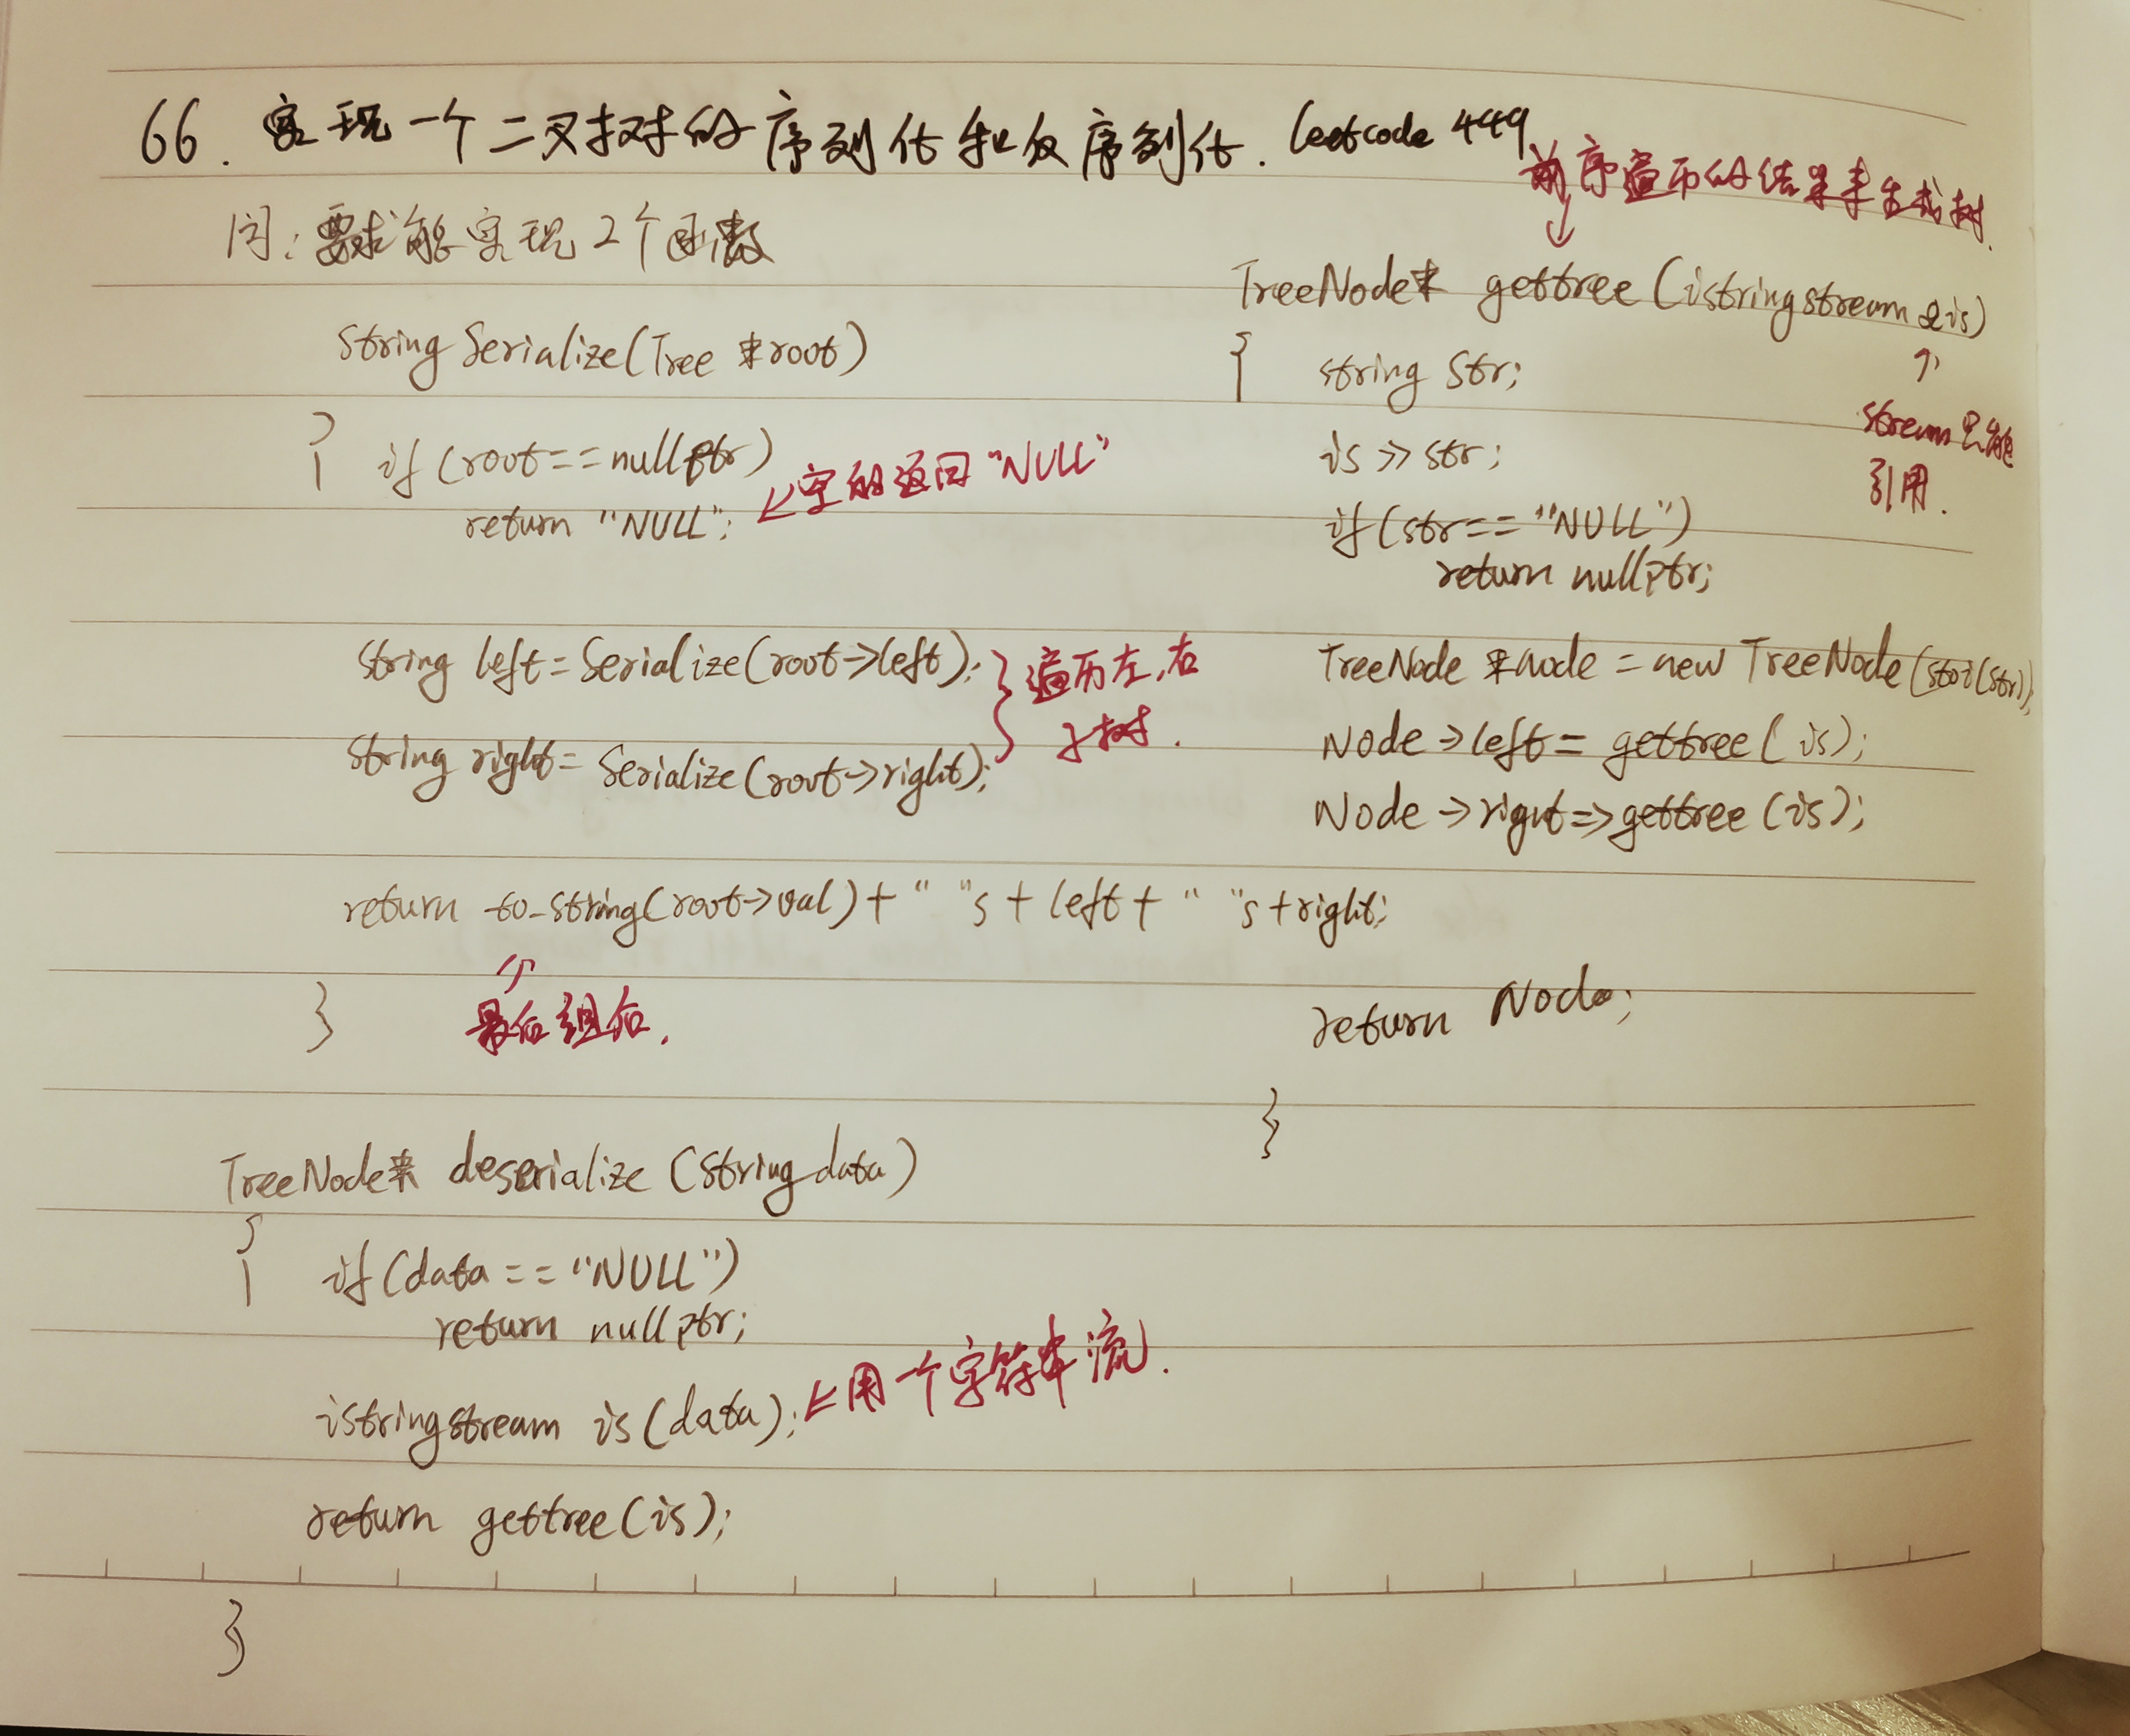 66. 实现一个二叉树的序列化和反序列化. leetcode 449
问: 要求能实现2个函数
String Serialize(Tree *root)
{ if (root==nullptr)
return "NULL"; ← 空的返回"NULL"
String left=Serialize(root->left);
String right=Serialize(root->right); } 遍历左,右
子树.
return to_string(root->val)+" "s+left+" "s+right;
↑
} 最后组合.
TreeNode* deserialize (String data)
{ if (data=="NULL")
return nullptr;
istringstream is(data); ← 用个字符串流.
return gettree(is);
}
前序遍历的结果来生成树.
↓
TreeNode* gettree (istringstream &is)
{ string str; ↑
stream只能
引用.
is >> str;
if (str=="NULL")
return nullptr;
TreeNode *node = new TreeNode(stoi(str));
Node->left = gettree(is);
Node->right=>gettree(is);
return Node;
}